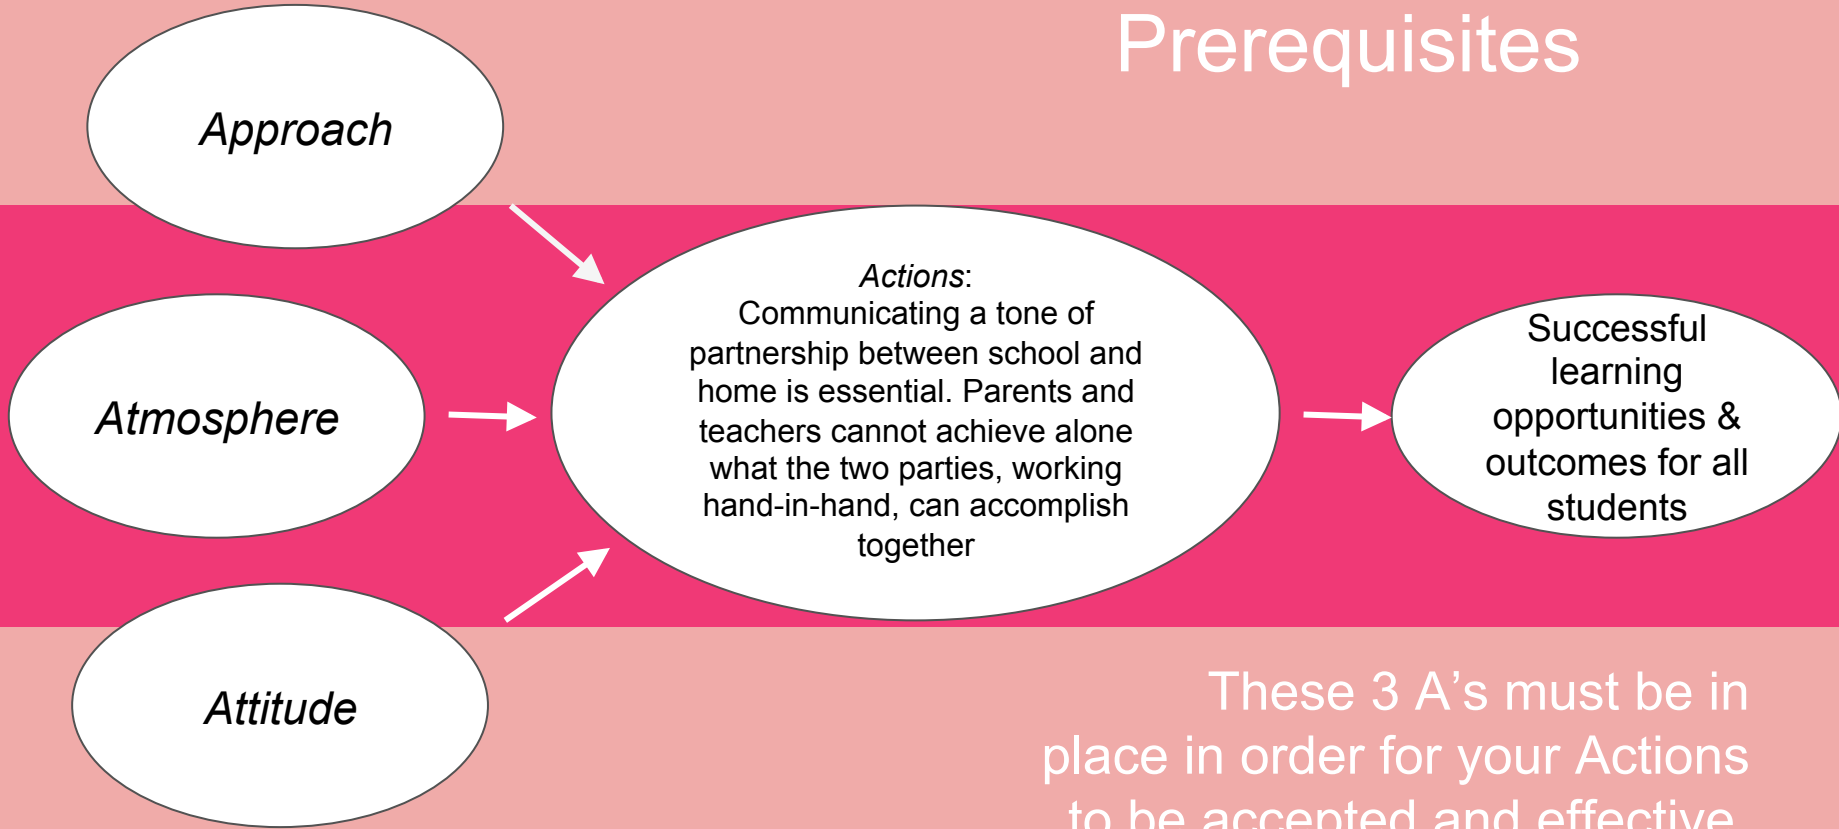 Prerequisites
Approach
Atmosphere
Attitude
Actions:
Communicating a tone of
partnership between school and
home is essential. Parents and
teachers cannot achieve alone
what the two parties, working
hand-in-hand, can accomplish
together
Successful
learning
opportunities &
outcomes for all
students
These 3 A’s must be in
place in order for your Actions
to be accepted and effective.